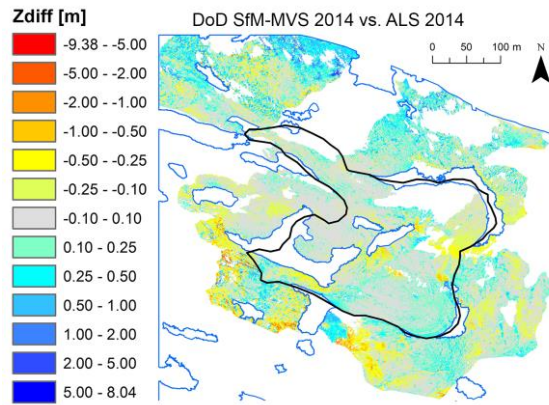 Zdiff [m]
DoD SfM-MVS 2014 vs. ALS 2014
0 50 100 m
N
-9.38 - -5.00
-5.00 - -2.00
-2.00 - -1.00
-1.00 - -0.50
-0.50 - -0.25
-0.25 - -0.10
-0.10 - 0.10
0.10 - 0.25
0.25 - 0.50
0.50 - 1.00
1.00 - 2.00
2.00 - 5.00
5.00 - 8.04